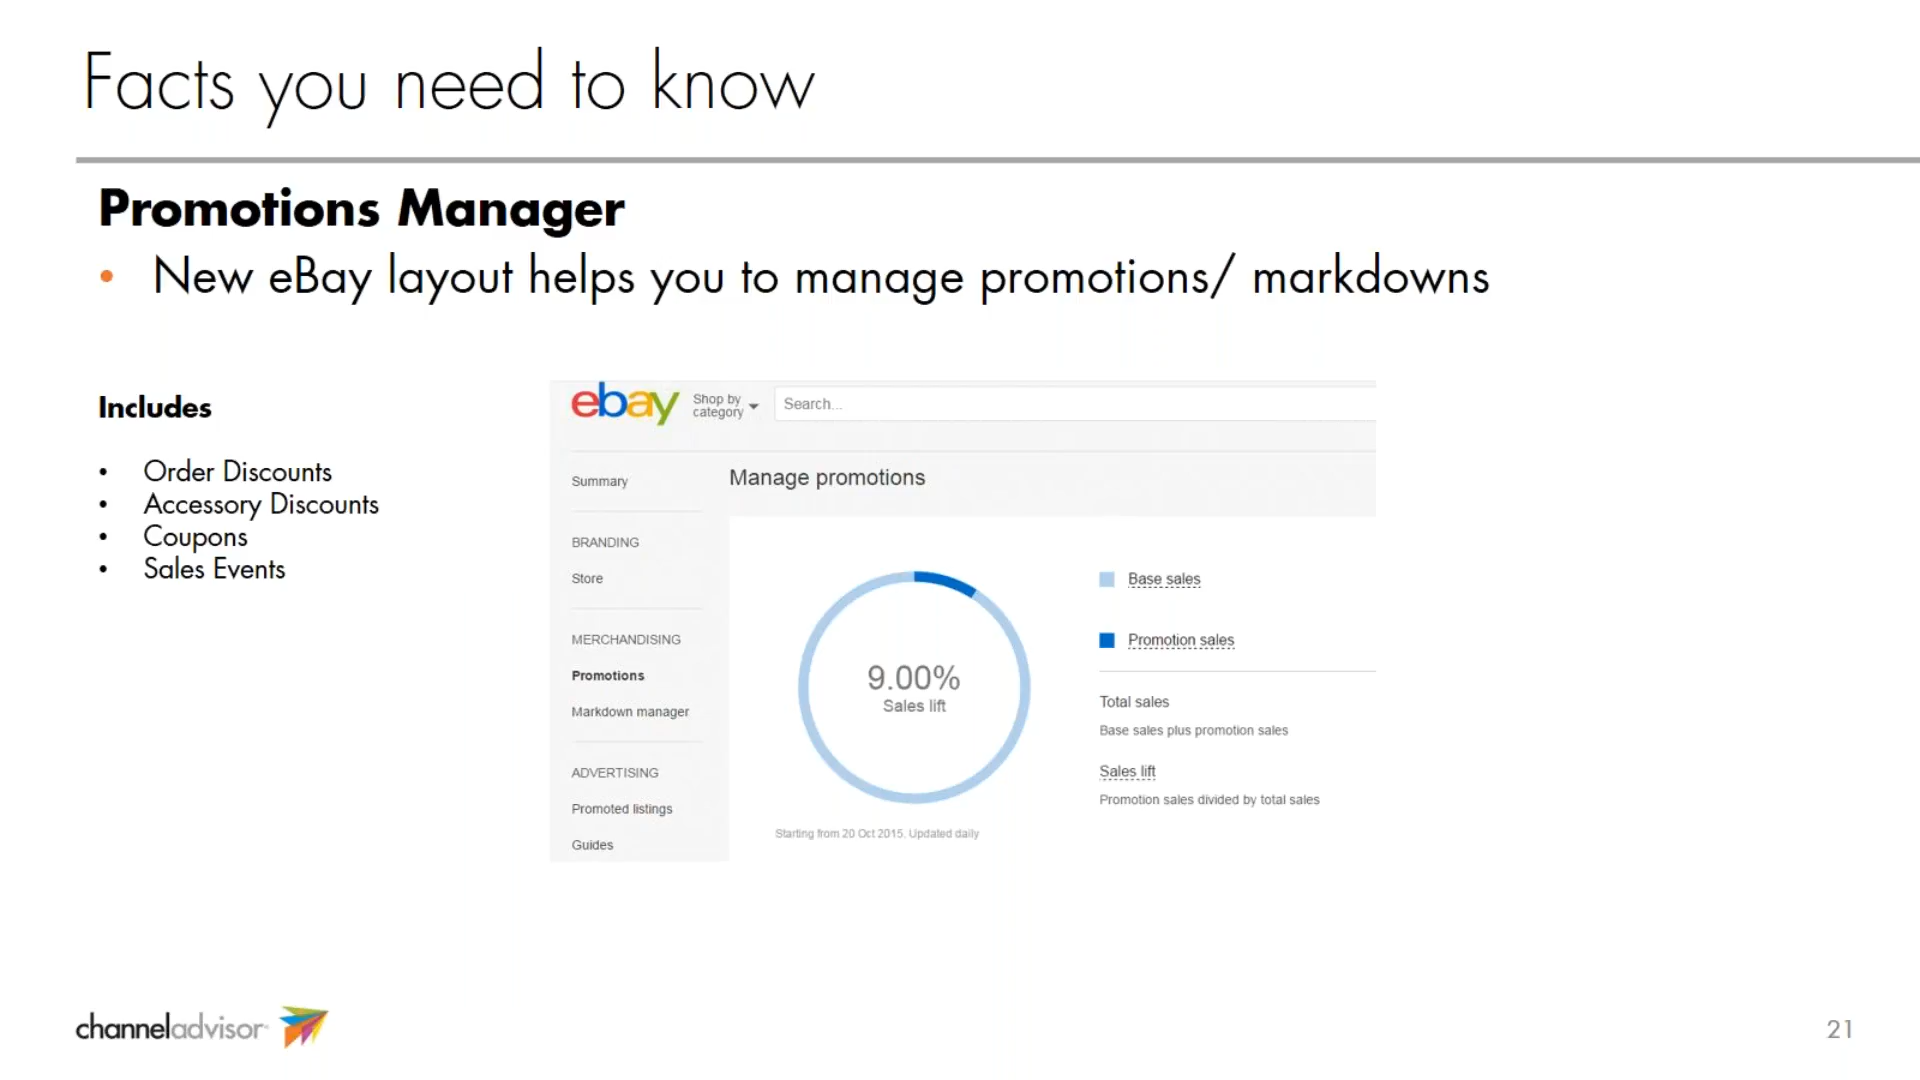 Facts you need to know
Promotions Manager
• New eBay layout helps you to manage promotions/ markdowns
Includes
• Order Discounts
• Accessory Discounts
• Coupons
• Sales Events
ebay
Shop by
category
Search...
Summary
BRANDING
Store
MERCHANDISING
Promotions
Markdown manager
ADVERTISING
Promoted listings
Guides
Manage promotions
9.00%
Sales lift
Starting from 20 Oct 2015. Updated daily
Base sales
Promotion sales
Total sales
Base sales plus promotion sales
Sales lift
Promotion sales divided by total sales
channeladvisor
21